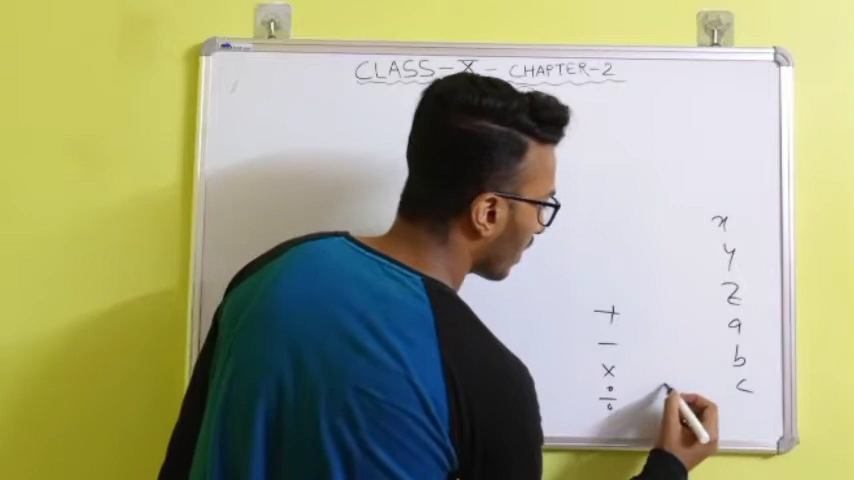 CLASS-X - CHAPTER-2
x
y
z
+
a
-
b
×
c
÷